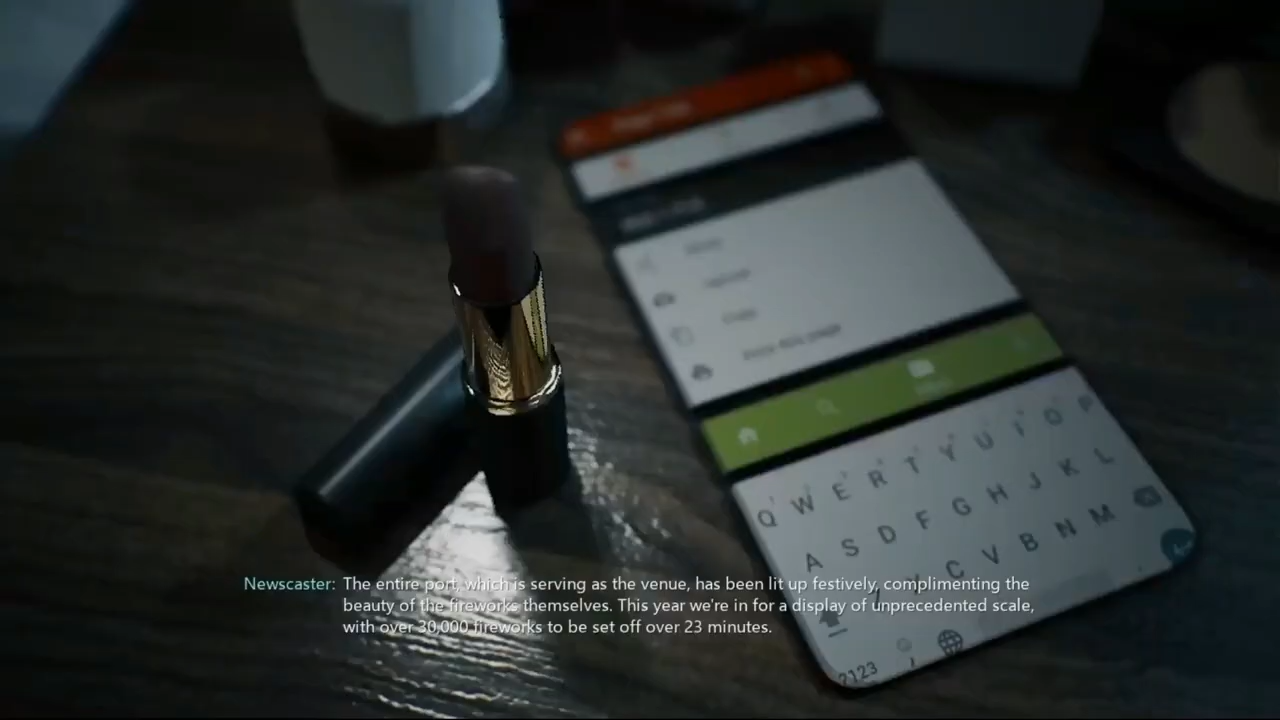 Q W E R T Y U I O P
A S D F G H J K L
C V B N M
?123
Newscaster: The entire port, which is serving as the venue, has been lit up festively, complimenting the
beauty of the fireworks themselves. This year we're in for a display of unprecedented scale,
with over 30,000 fireworks to be set off over 23 minutes.